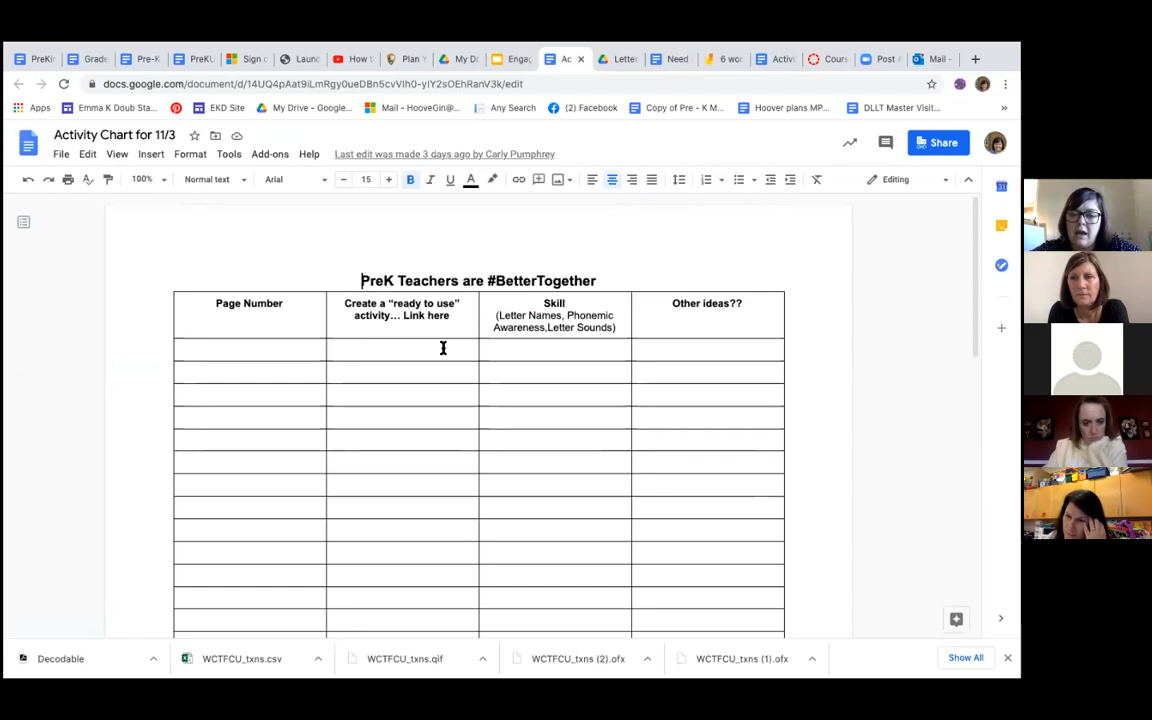 PreKi
Grade
Pre-K
PreKL
Sign o
Launc
How t
Plan Y
My Dr
Engag
Ac
Letter
Need
6 wor
Activi
Cours
Post
Mail -
docs.google.com/document/d/14UQ4pAat9iLmRgy0ueDBn5cvVlh0-ylY2sOEhRanV3k/edit
Apps
Emma K Doub Sta...
EKD Site
My Drive - Google...
Mail - HooveGin@...
Any Search
(2) Facebook
Copy of Pre - K M...
Hoover plans MP...
DLLT Master Visit...
Activity Chart for 11/3
File Edit View Insert Format Tools Add-ons Help Last edit was made 3 days ago by Carly Pumphrey
Share
100% Normal text Arial 15 B I U A Editing
PreK Teachers are #BetterTogether
Page Number
Create a “ready to use”
activity... Link here
Skill
(Letter Names, Phonemic
Awareness,Letter Sounds)
Other ideas??
Decodable
WCTFCU_txns.csv
WCTFCU_txns.qif
WCTFCU_txns (2).ofx
WCTFCU_txns (1).ofx
Show All